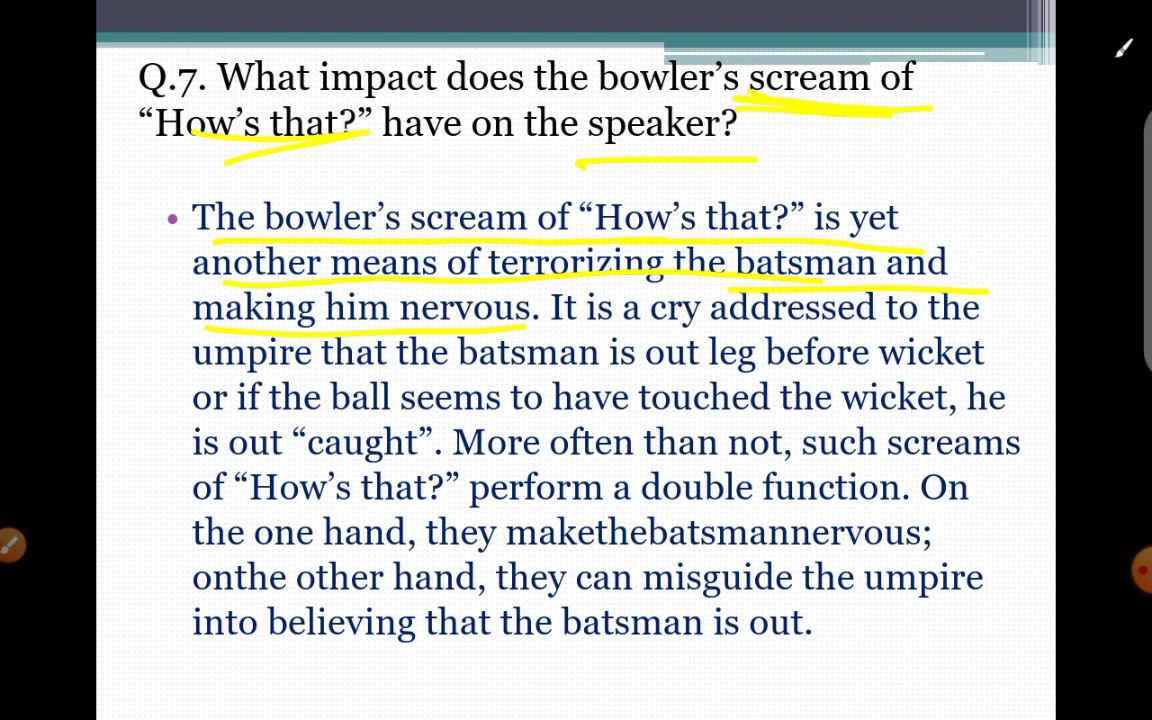 Q.7. What impact does the bowler’s scream of
“How’s that?” have on the speaker?
• The bowler’s scream of “How’s that?” is yet
another means of terrorizing the batsman and
making him nervous. It is a cry addressed to the
umpire that the batsman is out leg before wicket
or if the ball seems to have touched the wicket, he
is out “caught”. More often than not, such screams
of “How’s that?” perform a double function. On
the one hand, they makethebatsmannervous;
onthe other hand, they can misguide the umpire
into believing that the batsman is out.